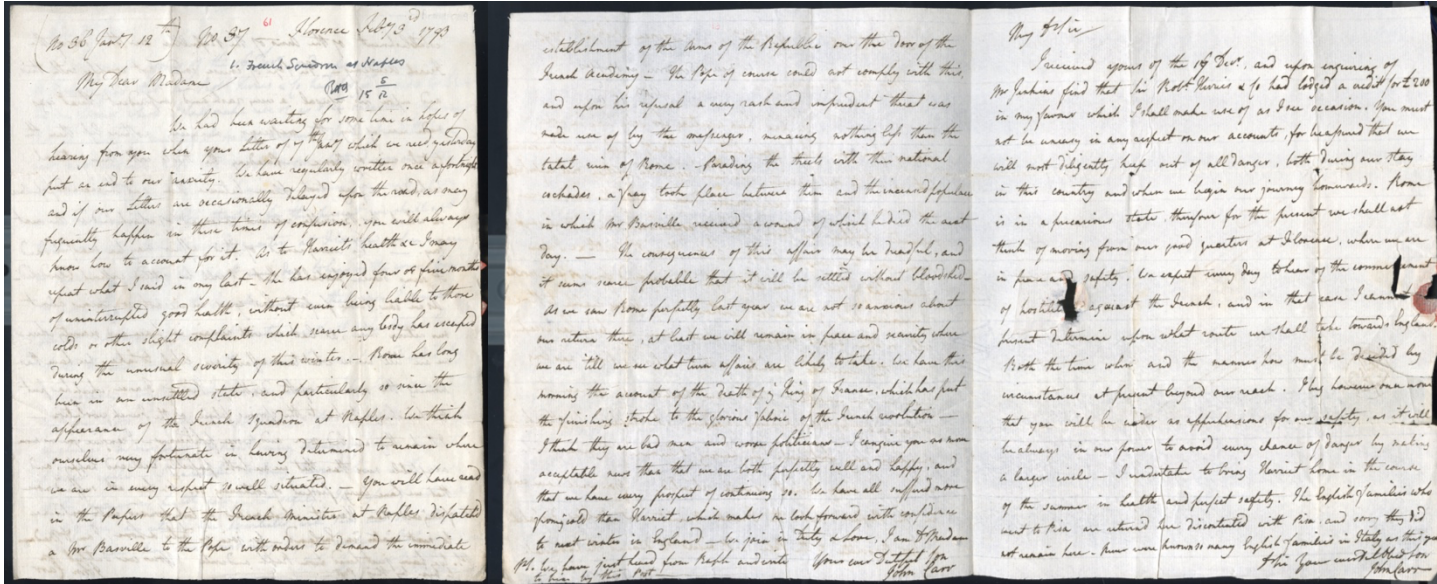 (No 36 Jan.y 12th) No. 37 Florence Feb.y 3rd 1793
61
1. French Squadron at Naples
My Dear Madam
We had been waiting for some time in hopes of
hearing from you when your Letter of which we rec.d yesterday
put an end to our anxiety. We have regularly written once a fortnight
and if our Letters are occasionally delayed upon the road, as may
frequently happen in these times of confusion, you will always
know how to account for it. As to Harriet's health &c I may
repeat what I said in my last - She has enjoyed four or five months
of uninterrupted good health, without even being liable to those
colds or other slight complaints which scarce any body has escaped
during the unusual severity of this winter. - Rome has long
been in an unsettled state, and particularly so since the
appearance of the French Squadron at Naples. We think
ourselves very fortunate in having determined to remain where
we are in every respect so well situated. - You will have read
in the Papers that the French Minister at Naples dispatched
a Mr Basville to the Pope, with orders to demand the immediate
establishment of the Arms of the Republic over the door of the
French Academy - The Pope of course could not comply with this,
and upon his refusal a very rash and imprudent threat was
made use of by the messenger, menacing nothing less than the
total ruin of Rome. - Parading the streets with their national
cockades, a fray took place between them and the incensed populace
in which Mr Basville received a wound of which he died the next
day. - The consequences of this affair may be dreadful, and
it seems scarce probable that it will be settled without bloodshed -
As we saw Rome perfectly last year, we are not so anxious about
our return there, at least we will remain in peace and security where
we are till we see what turn affairs are likely to take. We have this
morning the account of the death of y.e King of France, which has put
the finishing stroke to the glorious fabric of the French revolution -
I think they are bad men and worse politicians - I can give you no more
acceptable news than that we are both perfectly well and happy, and
that we have every prospect of continuing so. We have all suffered more
from cold than Harriet, which makes me look forward with confidence
to next winter in England - We join in Duty & Love, I am Dr Madam
Your ever Dutiful Son
John Carr
PS. We have just heard from Ralph and write
to him by this Post -
My Dr Sir
I received yours of the 19 Dec.r, and upon enquiring of
Mr Jenkins find that Sir Rob.t Herries & Co had lodged a credit for £200
in my favour which I shall make use of as I see occasion. You must
not be uneasy in any respect on our accounts, for be assured that we
will most diligently keep out of all danger, both during our stay
in this country and when we begin our journey homewards. Rome
is in a precarious state, therefore for the present we shall not
think of moving from our good quarters at Florence, where we are
in peace and safety. We expect every day to hear of the commencement
of against the French, and in that case I cannot at
present determine upon what route we shall take towards England.
Both the time when and the manner how must be decided by
circumstances at present beyond our reach. I beg however once more
that you will be under no apprehensions for our safety, as it will
be always in our power to avoid every chance of danger by making
a larger circle - I undertake to bring Harriet home in the course
of the summer in health and perfect safety. The English families who
went to Pisa are returned here discontented with Pisa, and sorry they did
not remain here. Never were known so many English Families in Italy as this year
I am D.r Sir Your ever Dutiful Son
John Carr